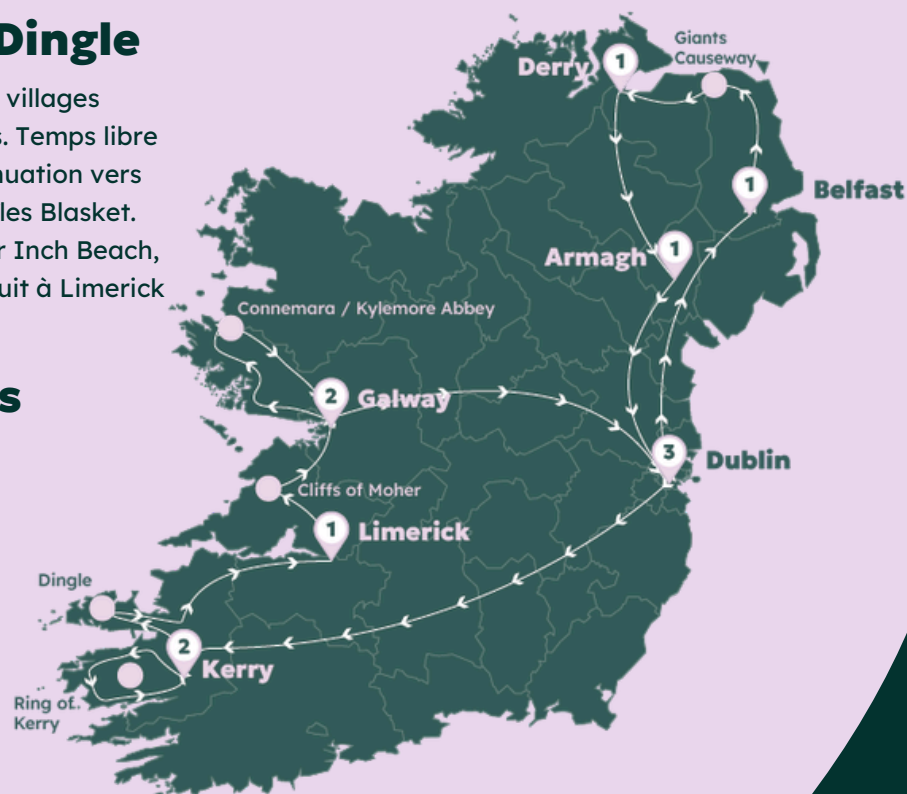 Dingle
villages
s. Temps libre
nuation vers
les Blasket.
r Inch Beach,
uit à Limerick
s
Giants
Causeway
Derry
1
1
Belfast
Armagh
1
Connemara / Kylemore Abbey
2
Galway
3
Dublin
Cliffs of Moher
1
Limerick
Dingle
2
Kerry
Ring of
Kerry